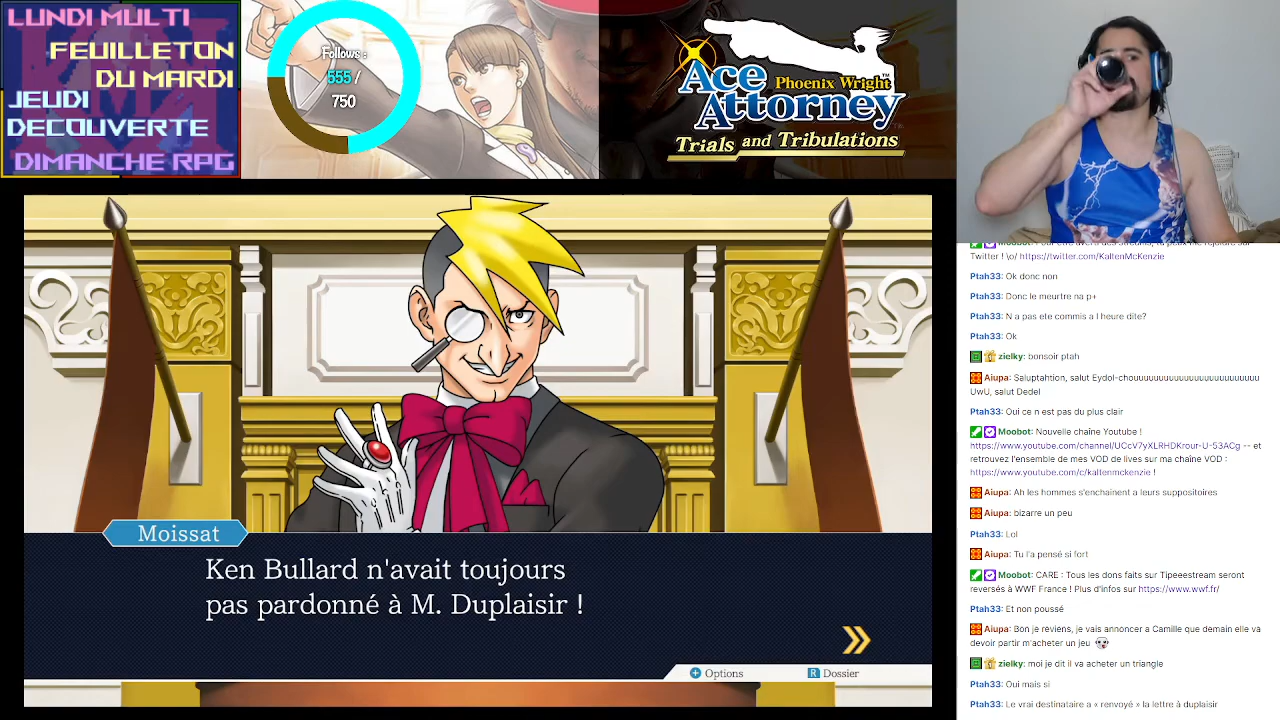 LUNDI MULTI
FEUILLETON
DU MARDI
JEUDI
DECOUVERTE
DIMANCHE RPG
Follows :
555 /
750
Phoenix Wright™
Ace
Attorney
Trials and Tribulations
Twitter ! \o/ https://twitter.com/KaltenMcKenzie
Ptah33: Ok donc non
Ptah33: Donc le meurtre na p+
Ptah33: N a pas ete commis a l heure dite?
Ptah33: Ok
zielky: bonsoir ptah
Aiupa: Saluptahtion, salut Eydol-chouuuuuuuuuuuuuuuuuuuuuuuuu
UwU, salut Dedel
Ptah33: Oui ce n est pas du plus clair
Moobot: Nouvelle chaîne Youtube !
https://www.youtube.com/channel/UCcV7yXLRHDKrour-U-53ACg -- et
retrouvez l'ensemble de mes VOD de lives sur ma chaîne VOD :
https://www.youtube.com/c/kaltenmckenzie !
Aiupa: Ah les hommes s'enchainent a leurs suppositoires
Aiupa: bizarre un peu
Ptah33: Lol
Aiupa: Tu l'a pensé si fort
Moobot: CARE : Tous les dons faits sur Tipeeestream seront
reversés à WWF France ! Plus d'infos sur https://www.wwf.fr/
Ptah33: Et non poussé
Aiupa: Bon je réviens, je vais annoncer a Camille que demain elle va
devoir partir m'acheter un jeu
zielky: moi je dit il va acheter un triangle
Ptah33: Oui mais si
Ptah33: Le vrai destinataire a « renvoyé » la lettre à duplaisir
Moissat
Ken Bullard n'avait toujours
pas pardonné à M. Duplaisir !
Options
R Dossier